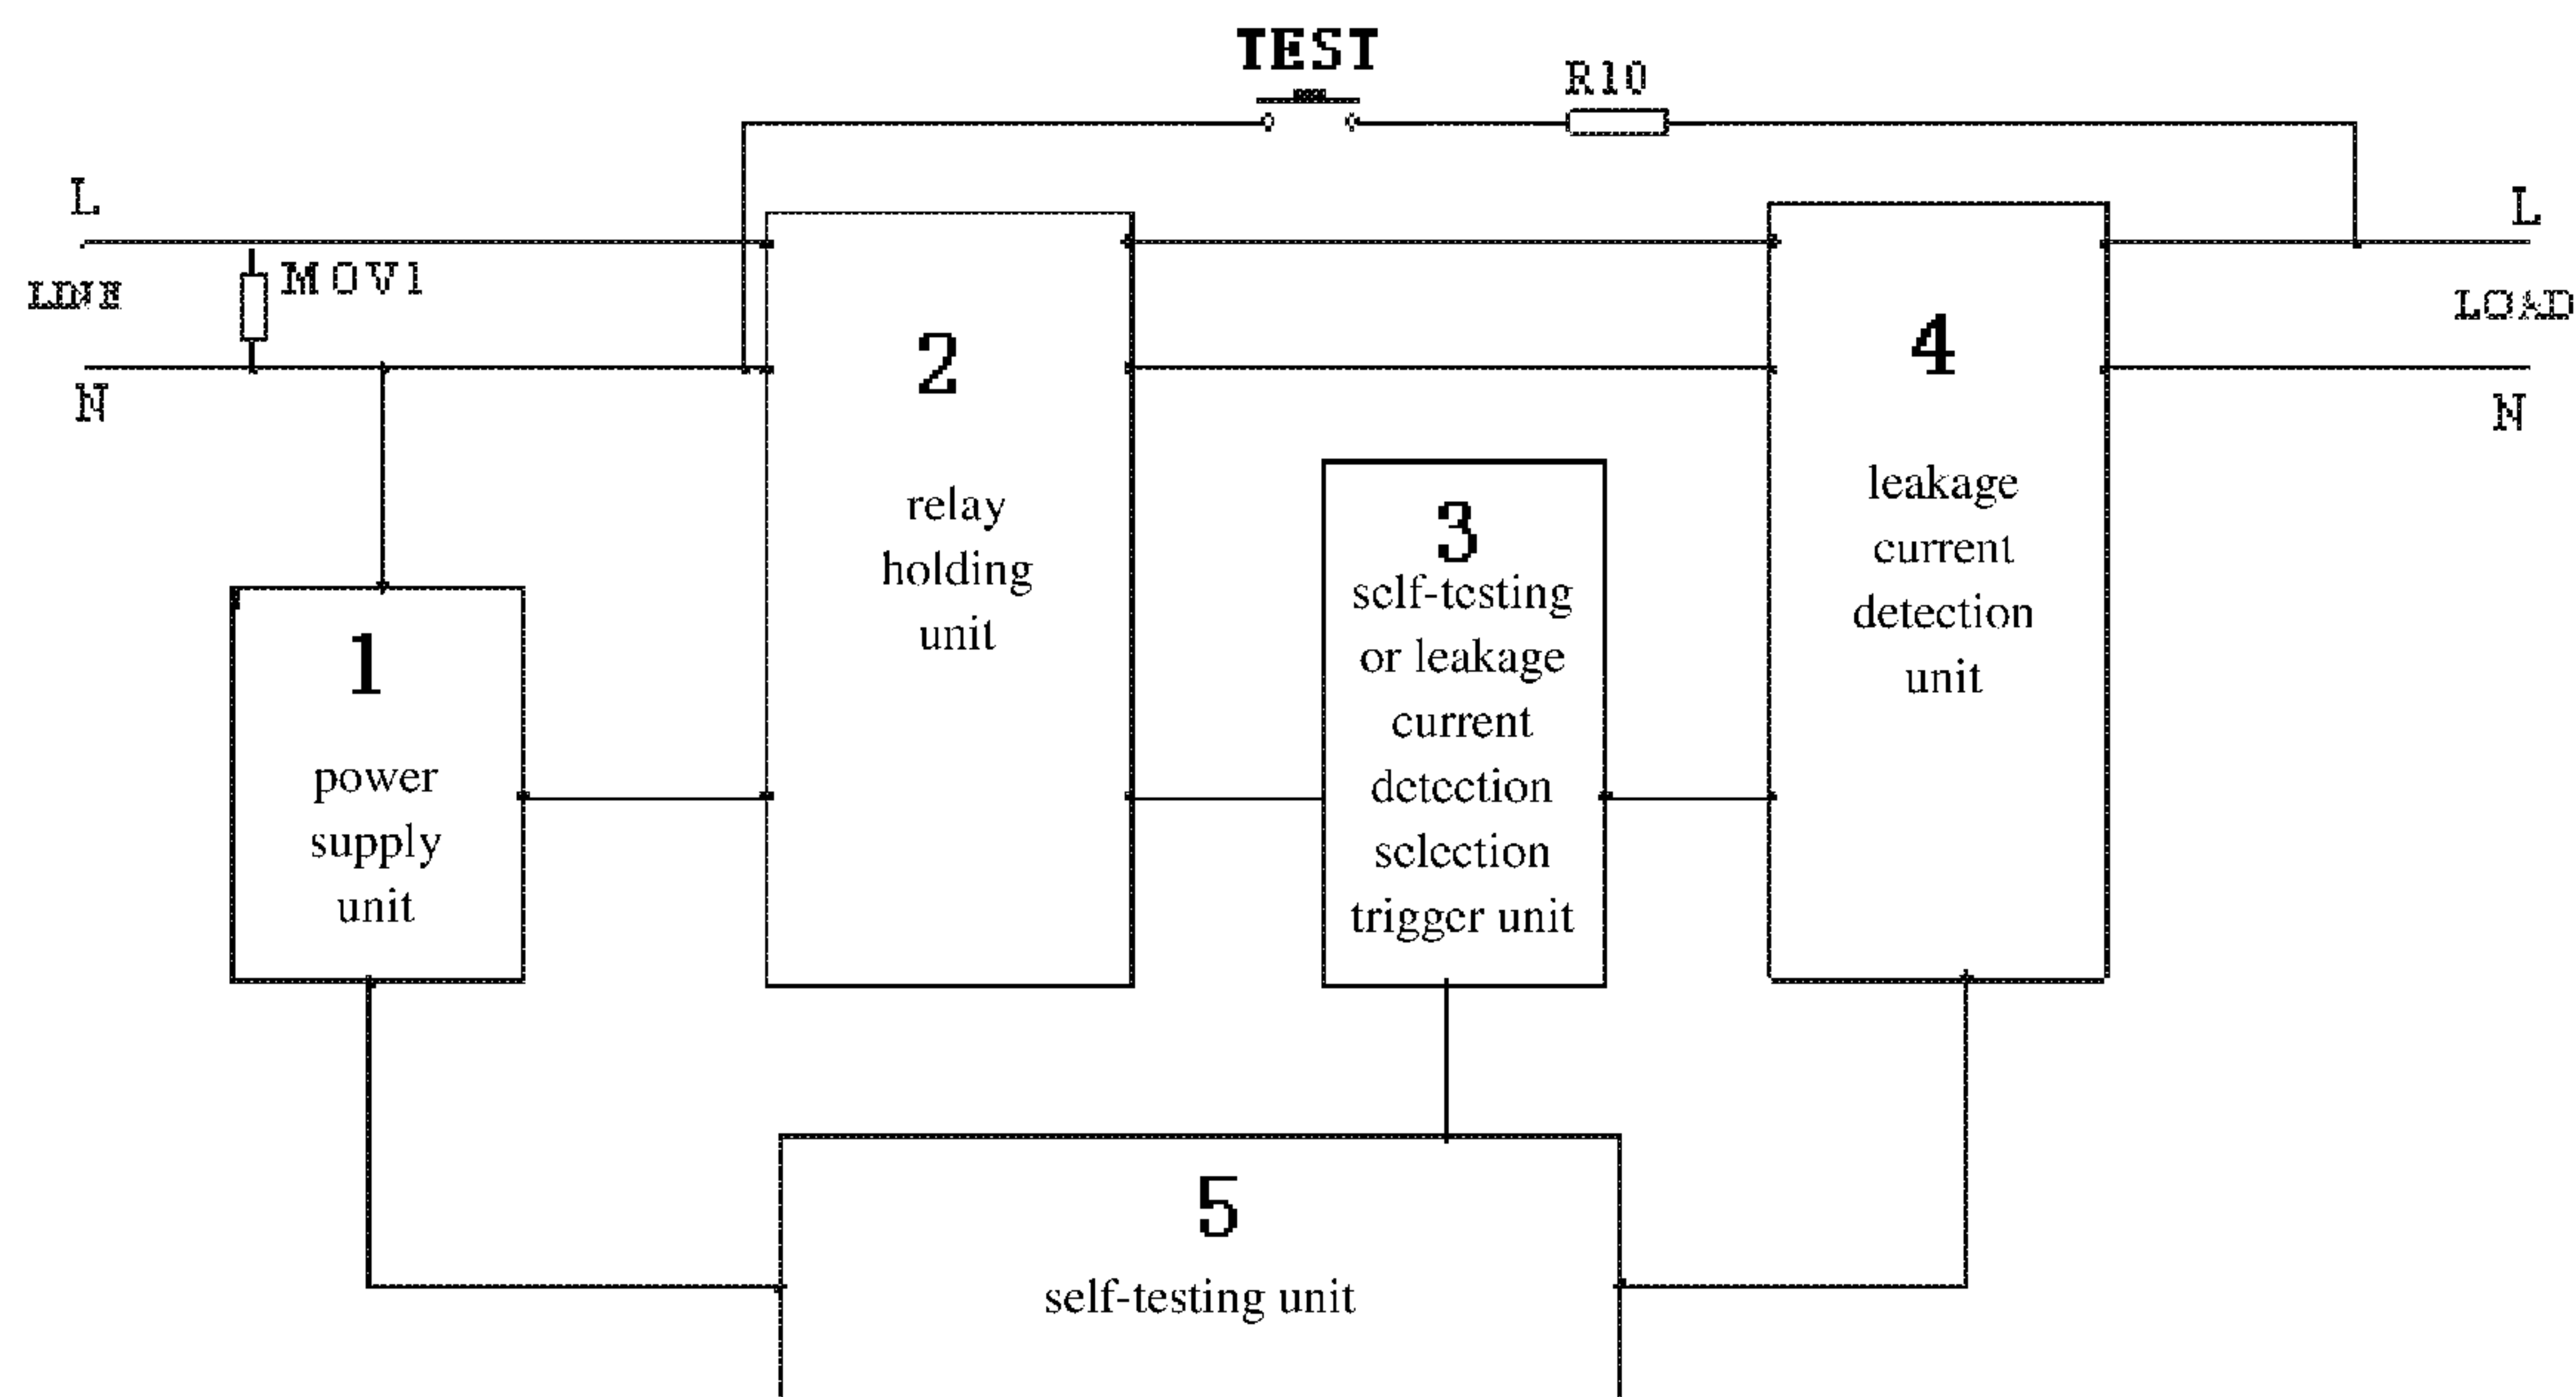 TEST
R10
L
L
MOV1
LINE
LOAD
N
N
2
relay
holding
unit
4
leakage
current
detection
unit
3
self-testing
or leakage
current
detection
selection
trigger unit
1
power
supply
unit
5
self-testing unit